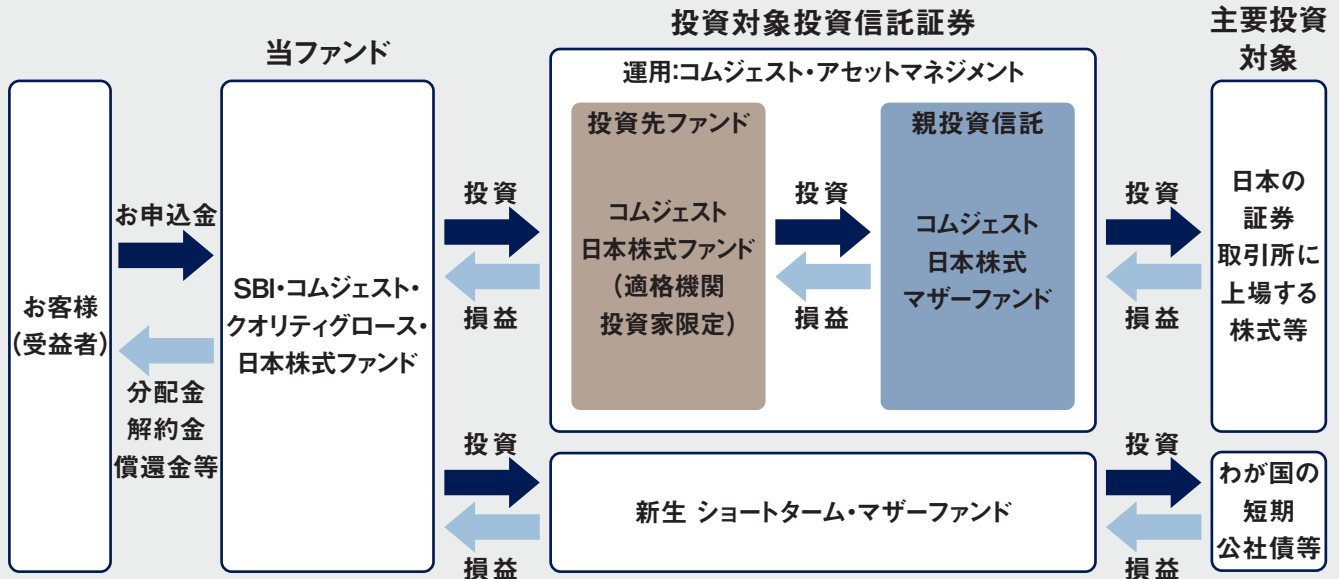 当ファンド
投資対象投資信託証券
主要投資
対象
お客様
(受益者)
お申込金
分配金
解約金
償還金等
SBI・コムジェスト・
クオリティグロース・
日本株式ファンド
投資
損益
運用:コムジェスト・アセットマネジメント
投資先ファンド
コムジェスト
日本株式ファンド
(適格機関
投資家限定)
投資
損益
親投資信託
コムジェスト
日本株式
マザーファンド
投資
損益
日本の
証券
取引所に
上場する
株式等
投資
損益
新生 ショートターム・マザーファンド
投資
損益
わが国の
短期
公社債等